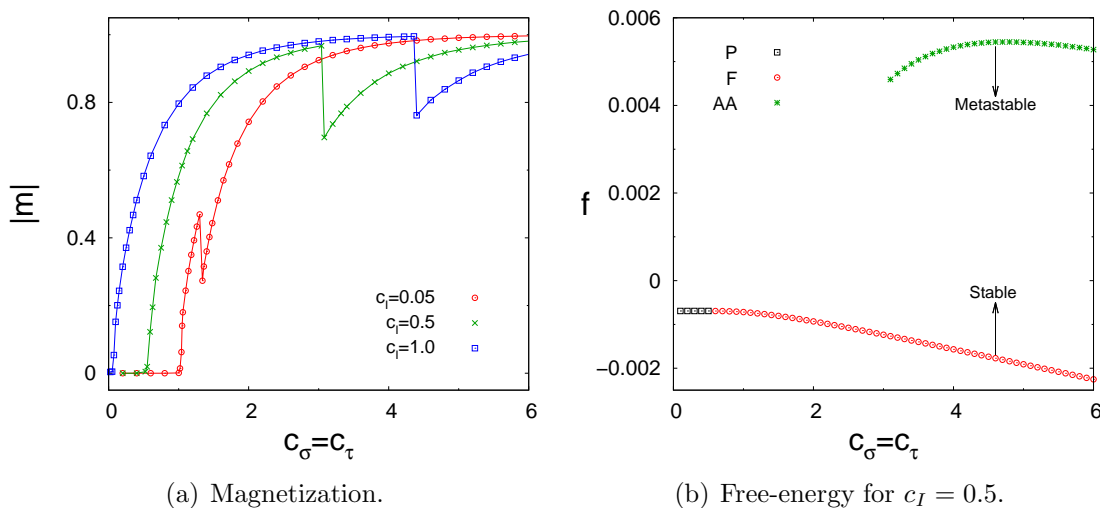 |m|
0.8
0.4
0
0
2
4
6
c_I=0.05
c_I=0.5
c_I=1.0
c_σ=c_τ
(a) Magnetization.
f
0.006
0.004
0.002
0
−0.002
0
2
4
6
P
F
AA
Metastable
Stable
c_σ=c_τ
(b) Free-energy for c_I = 0.5.